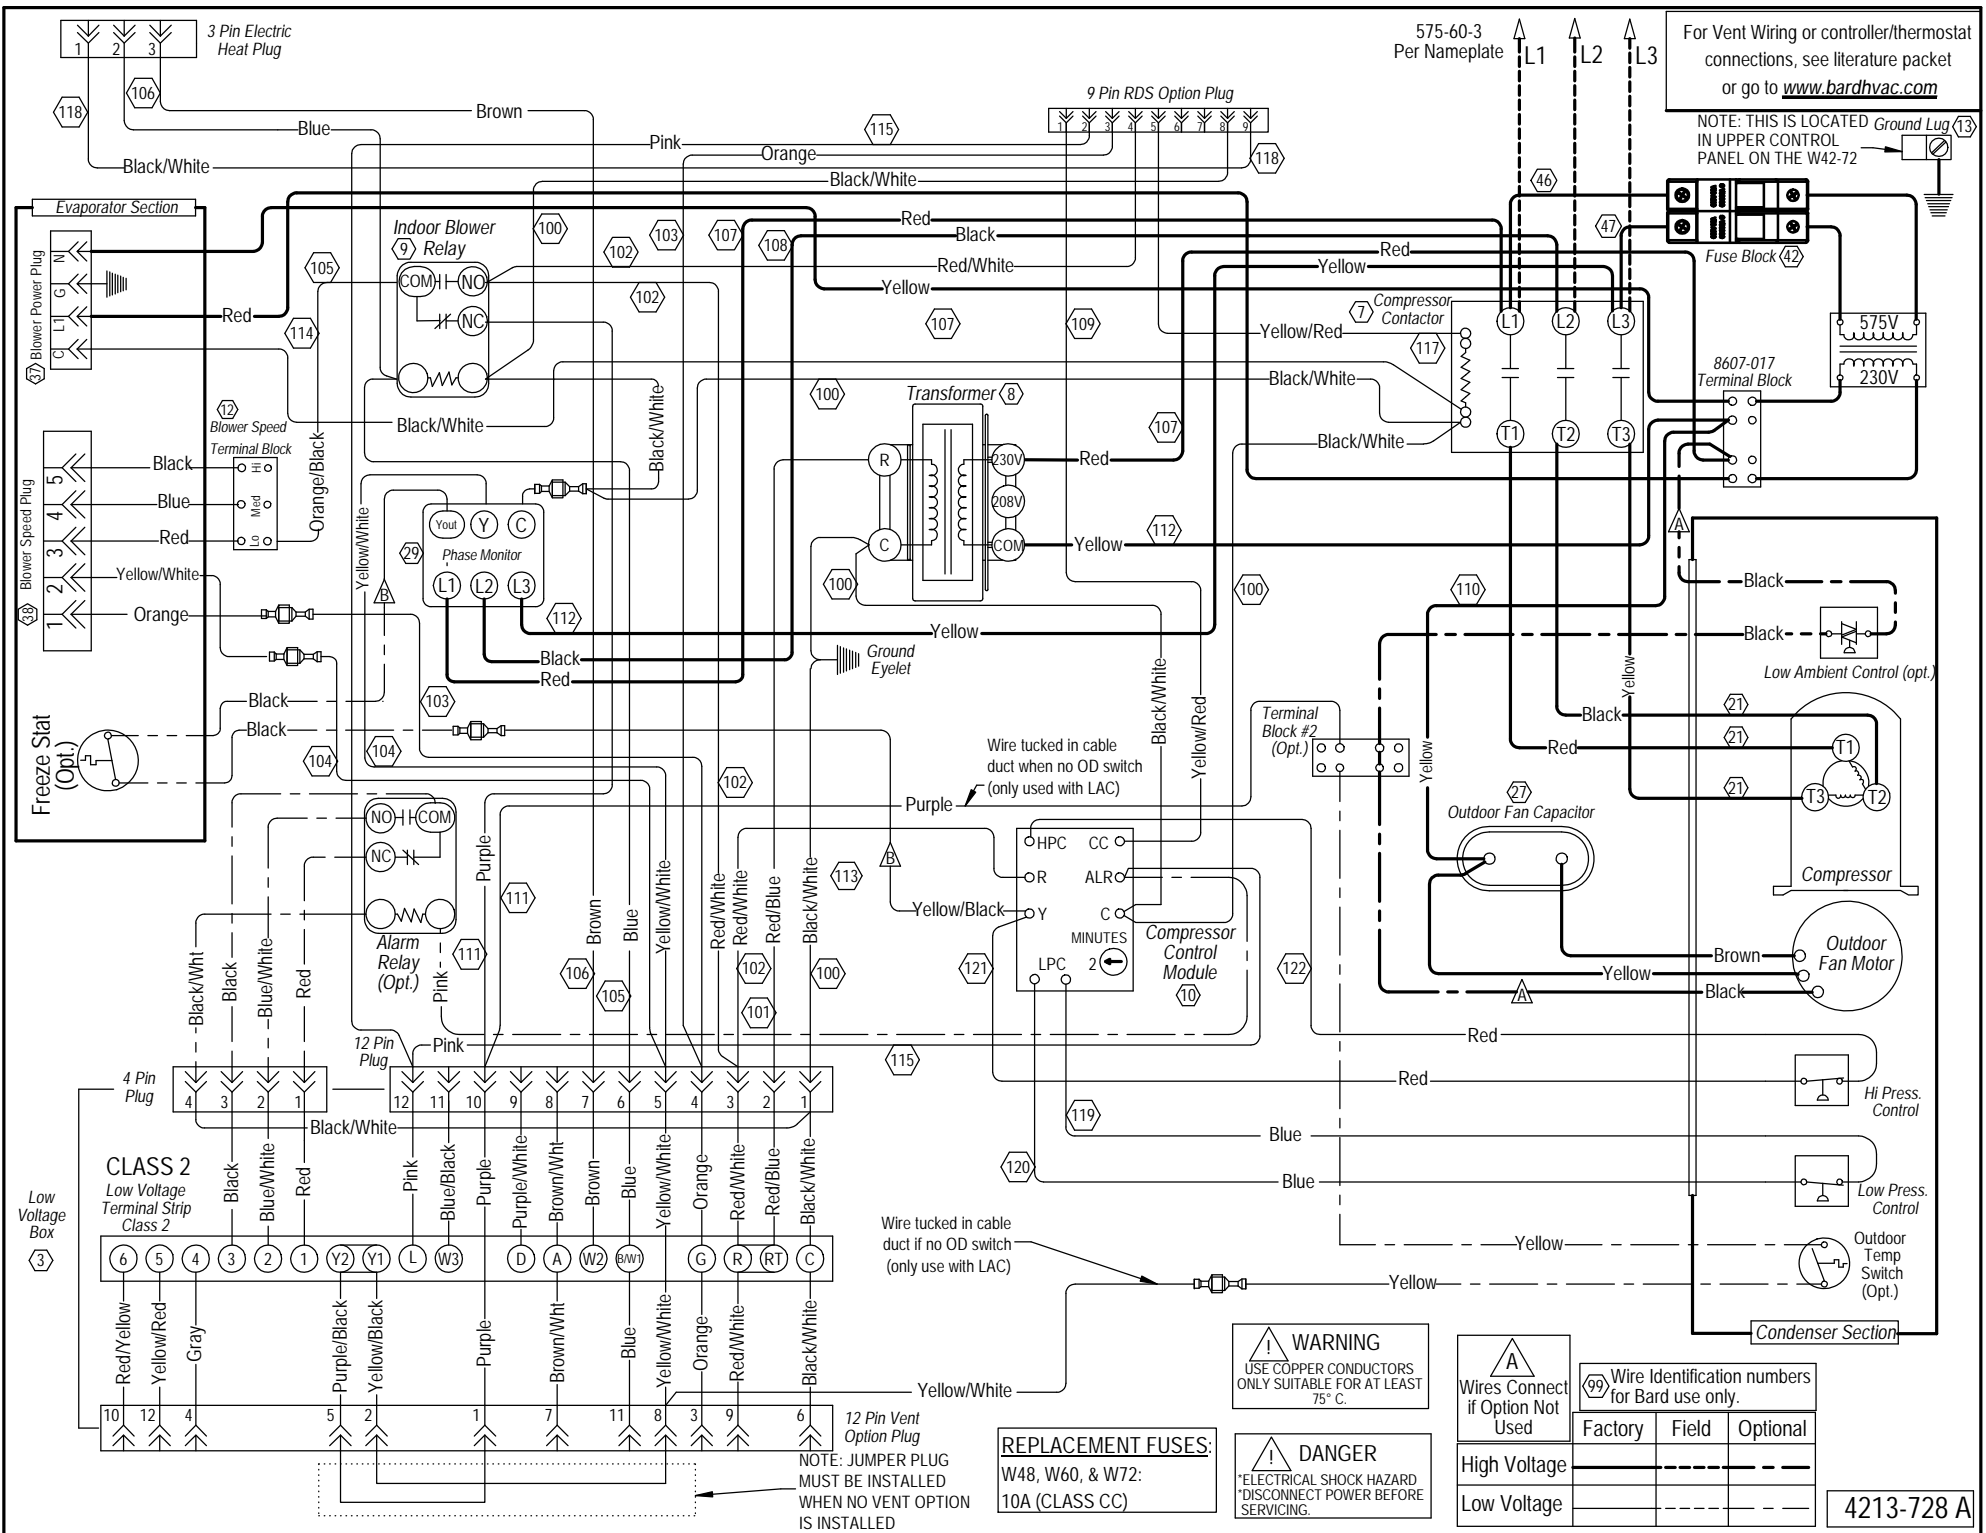 3 Pin Electric
Heat Plug
1 2 3
118
106
Brown
Blue
Black/White
Pink
115
Orange
Black/White
118
9 Pin RDS Option Plug
1 2 3 4 5 6 7 8 9
575-60-3
Per Nameplate
L1
L2
L3
For Vent Wiring or controller/thermostat
connections, see literature packet
or go to www.bardhvac.com
NOTE: THIS IS LOCATED
IN UPPER CONTROL
PANEL ON THE W42-72
Ground Lug 13
46
47
Fuse Block 42
Evaporator Section
37 Blower Power Plug
N
G
L1
C
Red
Indoor Blower
9 Relay
COM
NO
NC
105
114
100
102
103
107
108
102
Red
Black
Red/White
Red
Yellow
Yellow
107
109
Yellow/Red
Black/White
Black/White
7 Compressor
Contactor
117
L1 L2 L3
T1 T2 T3
575V
230V
8607-017
Terminal Block
12
Blower Speed
Terminal Block
Hi
Med
Lo
38 Blower Speed Plug
5
4
3
2
1
Black
Blue
Red
Yellow/White
Orange
Orange/Black
Black/White
Black/White
Yellow/White
Yout Y C
29
Phase Monitor
L1 L2 L3
112
B
Transformer 8
R
C
230V
208V
COM
100
107
Red
112
Yellow
100
100
Yellow
Black
Red
Ground
Eyelet
110
A
Black
Black
Low Ambient Control (opt.)
Yellow
Yellow
Black
Red
21
21
21
T1
T3 T2
Compressor
27
Outdoor Fan Capacitor
Outdoor
Fan Motor
Brown
Yellow
Black
A
Freeze Stat
(Opt.)
Black
Black
103
104
104
102
Terminal
Block #2
(Opt.)
Wire tucked in cable
duct when no OD switch
(only used with LAC)
Purple
Black/White
Yellow/Red
NO COM
NC
Alarm
Relay
(Opt.)
Purple
111
111
113
B
Yellow/Black
HPC
R
Y
LPC
CC
ALR
C
MINUTES
2
Compressor
Control
Module
10
121
122
Black/Wht
Black
Blue/White
Red
Pink
Brown
106
Blue
105
Yellow/White
Red/White
Red/White
102
101
Red/Blue
Black/White
100
12 Pin
Plug
Pink
115
Red
Red
Hi Press.
Control
4 Pin
Plug
4 3 2 1
12 11 10 9 8 7 6 5 4 3 2 1
Black/White
119
120
Blue
Blue
Low Press.
Control
CLASS 2
Low Voltage
Terminal Strip
Class 2
Black
Blue/White
Red
Pink
Blue/Black
Purple
Purple/White
Brown/Wht
Brown
Blue
Yellow/White
Orange
Red/White
Red/Blue
Black/White
Low
Voltage
Box
3
6 5 4 3 2 1 Y2 Y1 L W3 D A W2 B/W1 G R RT C
Wire tucked in cable
duct if no OD switch
(only use with LAC)
Yellow
Yellow
Outdoor
Temp
Switch
(Opt.)
Condenser Section
Red/Yellow
Yellow/Red
Gray
Purple/Black
Yellow/Black
Purple
Brown/Wht
Blue
Yellow/White
Orange
Red/White
Black/White
Yellow/White
10 12 4 5 2 1 7 11 8 3 9 6
12 Pin Vent
Option Plug
NOTE: JUMPER PLUG
MUST BE INSTALLED
WHEN NO VENT OPTION
IS INSTALLED
REPLACEMENT FUSES:
W48, W60, & W72:
10A (CLASS CC)
! WARNING
USE COPPER CONDUCTORS
ONLY SUITABLE FOR AT LEAST
75° C.
! DANGER
*ELECTRICAL SHOCK HAZARD
*DISCONNECT POWER BEFORE
SERVICING.
A
Wires Connect
if Option Not
Used
99 Wire Identification numbers
for Bard use only.
Factory Field Optional
High Voltage
Low Voltage
4213-728 A